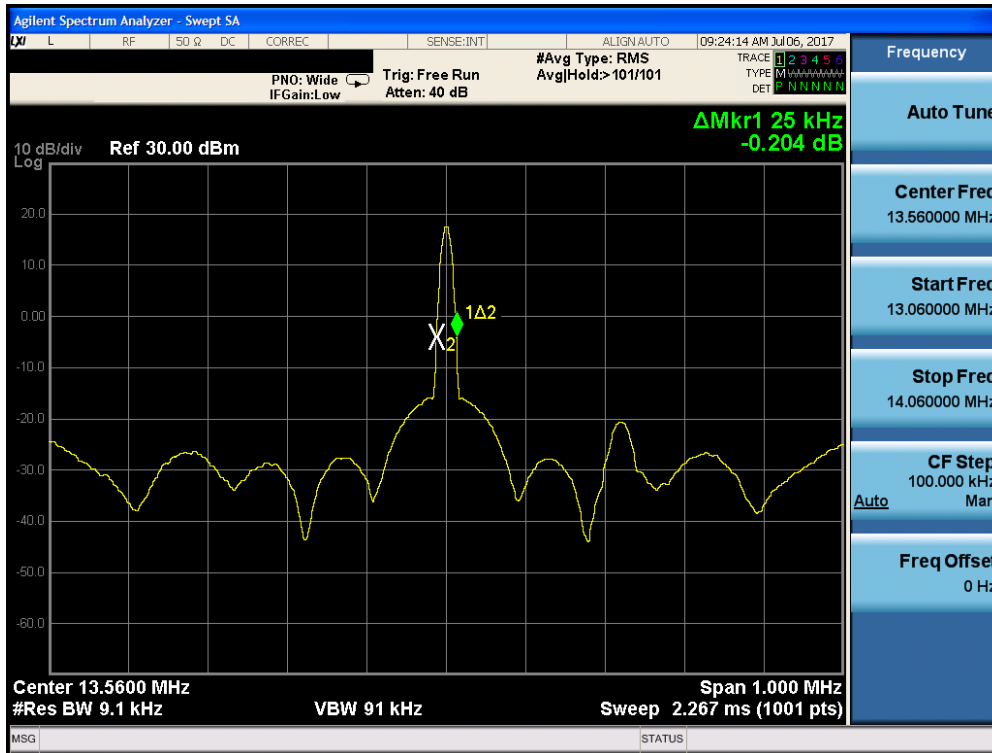 Agilent Spectrum Analyzer - Swept SA
LXI L RF 50 Ω DC CORREC SENSE:INT ALIGN AUTO 09:24:14 AM Jul 06, 2017
PNO: Wide
IFGain:Low
Trig: Free Run
Atten: 40 dB
#Avg Type: RMS
Avg|Hold:>101/101
TRACE 1 2 3 4 5 6
TYPE M WWWWW
DET P N N N N N
ΔMkr1 25 kHz
-0.204 dB
10 dB/div Ref 30.00 dBm
Log
20.0
10.0
0.00
-10.0
-20.0
-30.0
-40.0
-50.0
-60.0
1Δ2
X2
Center 13.5600 MHz Span 1.000 MHz
#Res BW 9.1 kHz VBW 91 kHz Sweep 2.267 ms (1001 pts)
MSG STATUS
Frequency
Auto Tune
Center Freq
13.560000 MHz
Start Freq
13.060000 MHz
Stop Freq
14.060000 MHz
CF Step
100.000 kHz
Auto Man
Freq Offset
0 Hz